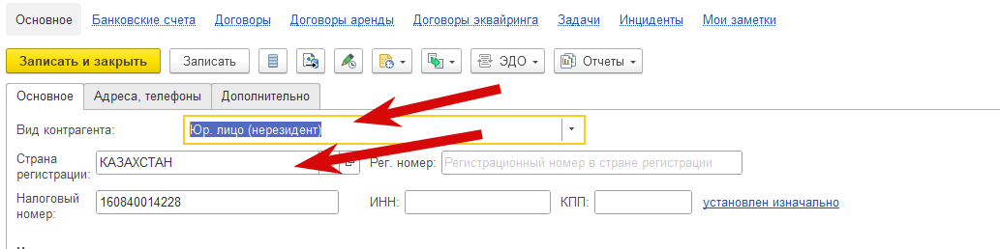 Основное Банковские счета Договоры Договоры аренды Договоры эквайринга Задачи Инциденты Мои заметки
Записать и закрыть Записать ЭДО Отчеты
Основное Адреса, телефоны Дополнительно
Вид контрагента: Юр. лицо (нерезидент)
Страна
регистрации: КАЗАХСТАН Рег. номер: Регистрационный номер в стране регистрации
Налоговый
номер: 160840014228 ИНН: КПП: установлен изначально